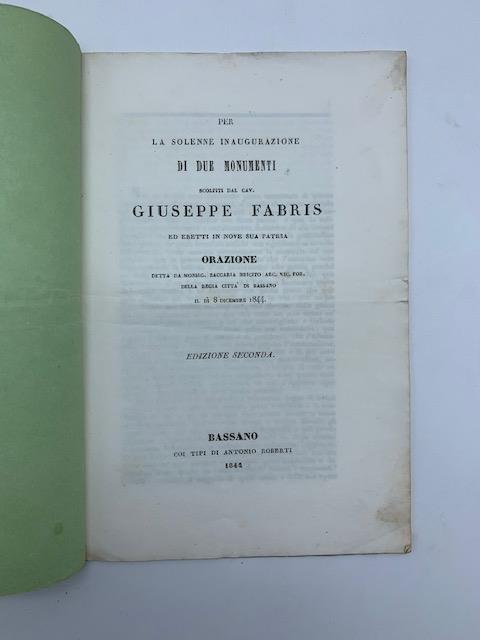 PER
LA SOLENNE INAUGURAZIONE
DI DUE MONUMENTI
SCOLPITI DAL CAV.
GIUSEPPE FABRIS
ED ERETTI IN NOVE SUA PATRIA
ORAZIONE
DETTA DA MONSIG. ZACCARIA BRICITO ARC. VIC. FOR.
DELLA REGIA CITTA' DI BASSANO
IL DÌ 8 DICEMBRE 1844.
EDIZIONE SECONDA.
BASSANO
COI TIPI DI ANTONIO ROBERTI
1844